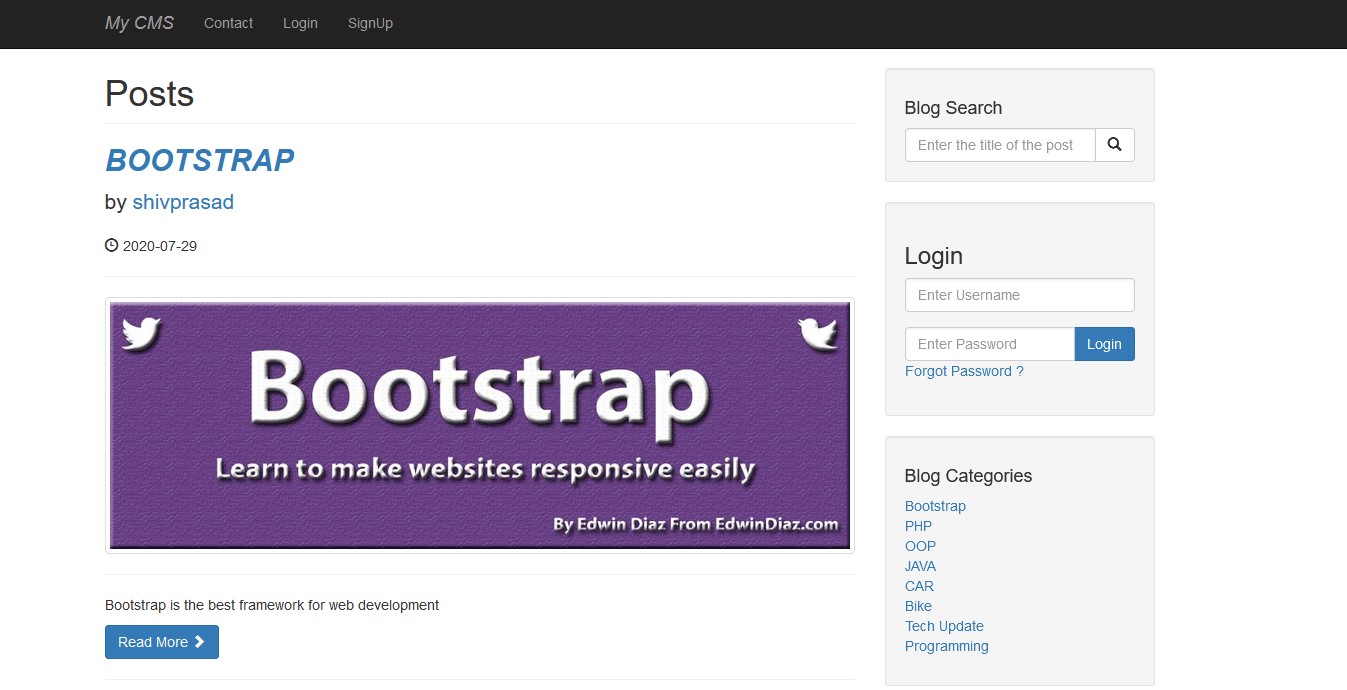 My CMS Contact Login SignUp
Posts
BOOTSTRAP
by shivprasad
2020-07-29
Bootstrap
Learn to make websites responsive easily
By Edwin Diaz From EdwinDiaz.com
Bootstrap is the best framework for web development
Read More
Blog Search
Enter the title of the post
Login
Enter Username
Enter Password Login
Forgot Password ?
Blog Categories
Bootstrap
PHP
OOP
JAVA
CAR
Bike
Tech Update
Programming